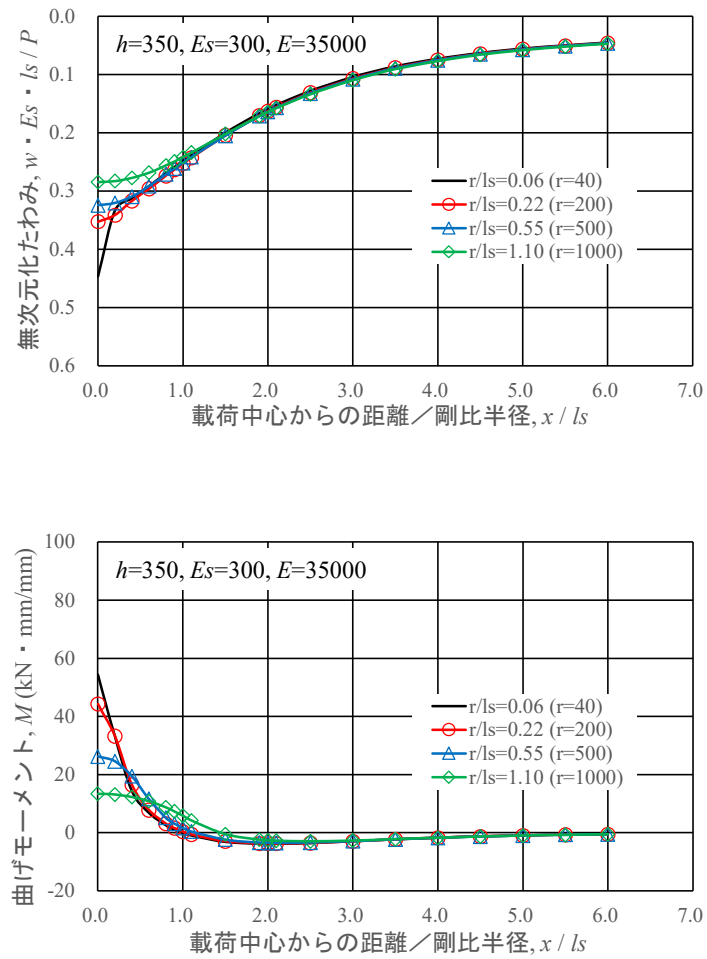 0.0
0.1
0.2
0.3
0.4
0.5
0.6
無次元化たわみ, w・Es・ls / P
h=350, Es=300, E=35000
r/ls=0.06 (r=40)
r/ls=0.22 (r=200)
r/ls=0.55 (r=500)
r/ls=1.10 (r=1000)
0.0 1.0 2.0 3.0 4.0 5.0 6.0 7.0
載荷中心からの距離／剛比半径, x / ls
100
80
60
40
20
0
-20
曲げモーメント, M (kN・mm/mm)
h=350, Es=300, E=35000
r/ls=0.06 (r=40)
r/ls=0.22 (r=200)
r/ls=0.55 (r=500)
r/ls=1.10 (r=1000)
0.0 1.0 2.0 3.0 4.0 5.0 6.0 7.0
載荷中心からの距離／剛比半径, x / ls